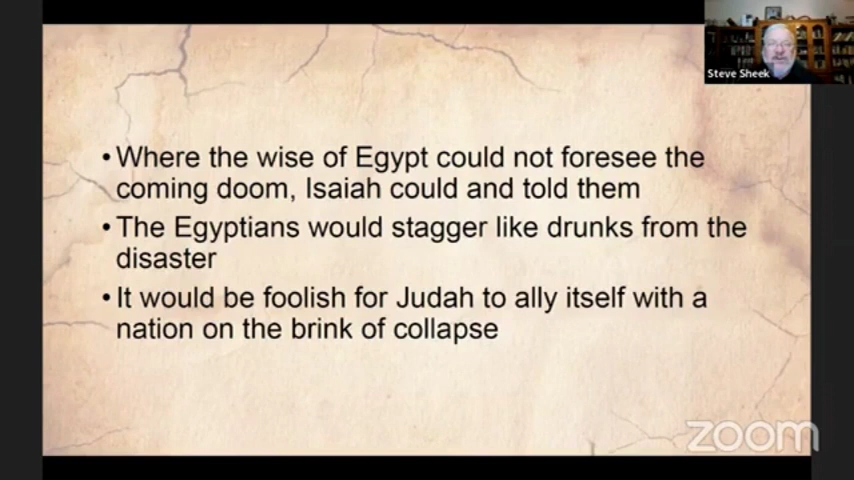 Steve Sheek
•Where the wise of Egypt could not foresee the
coming doom, Isaiah could and told them
•The Egyptians would stagger like drunks from the
disaster
•It would be foolish for Judah to ally itself with a
nation on the brink of collapse
zoom